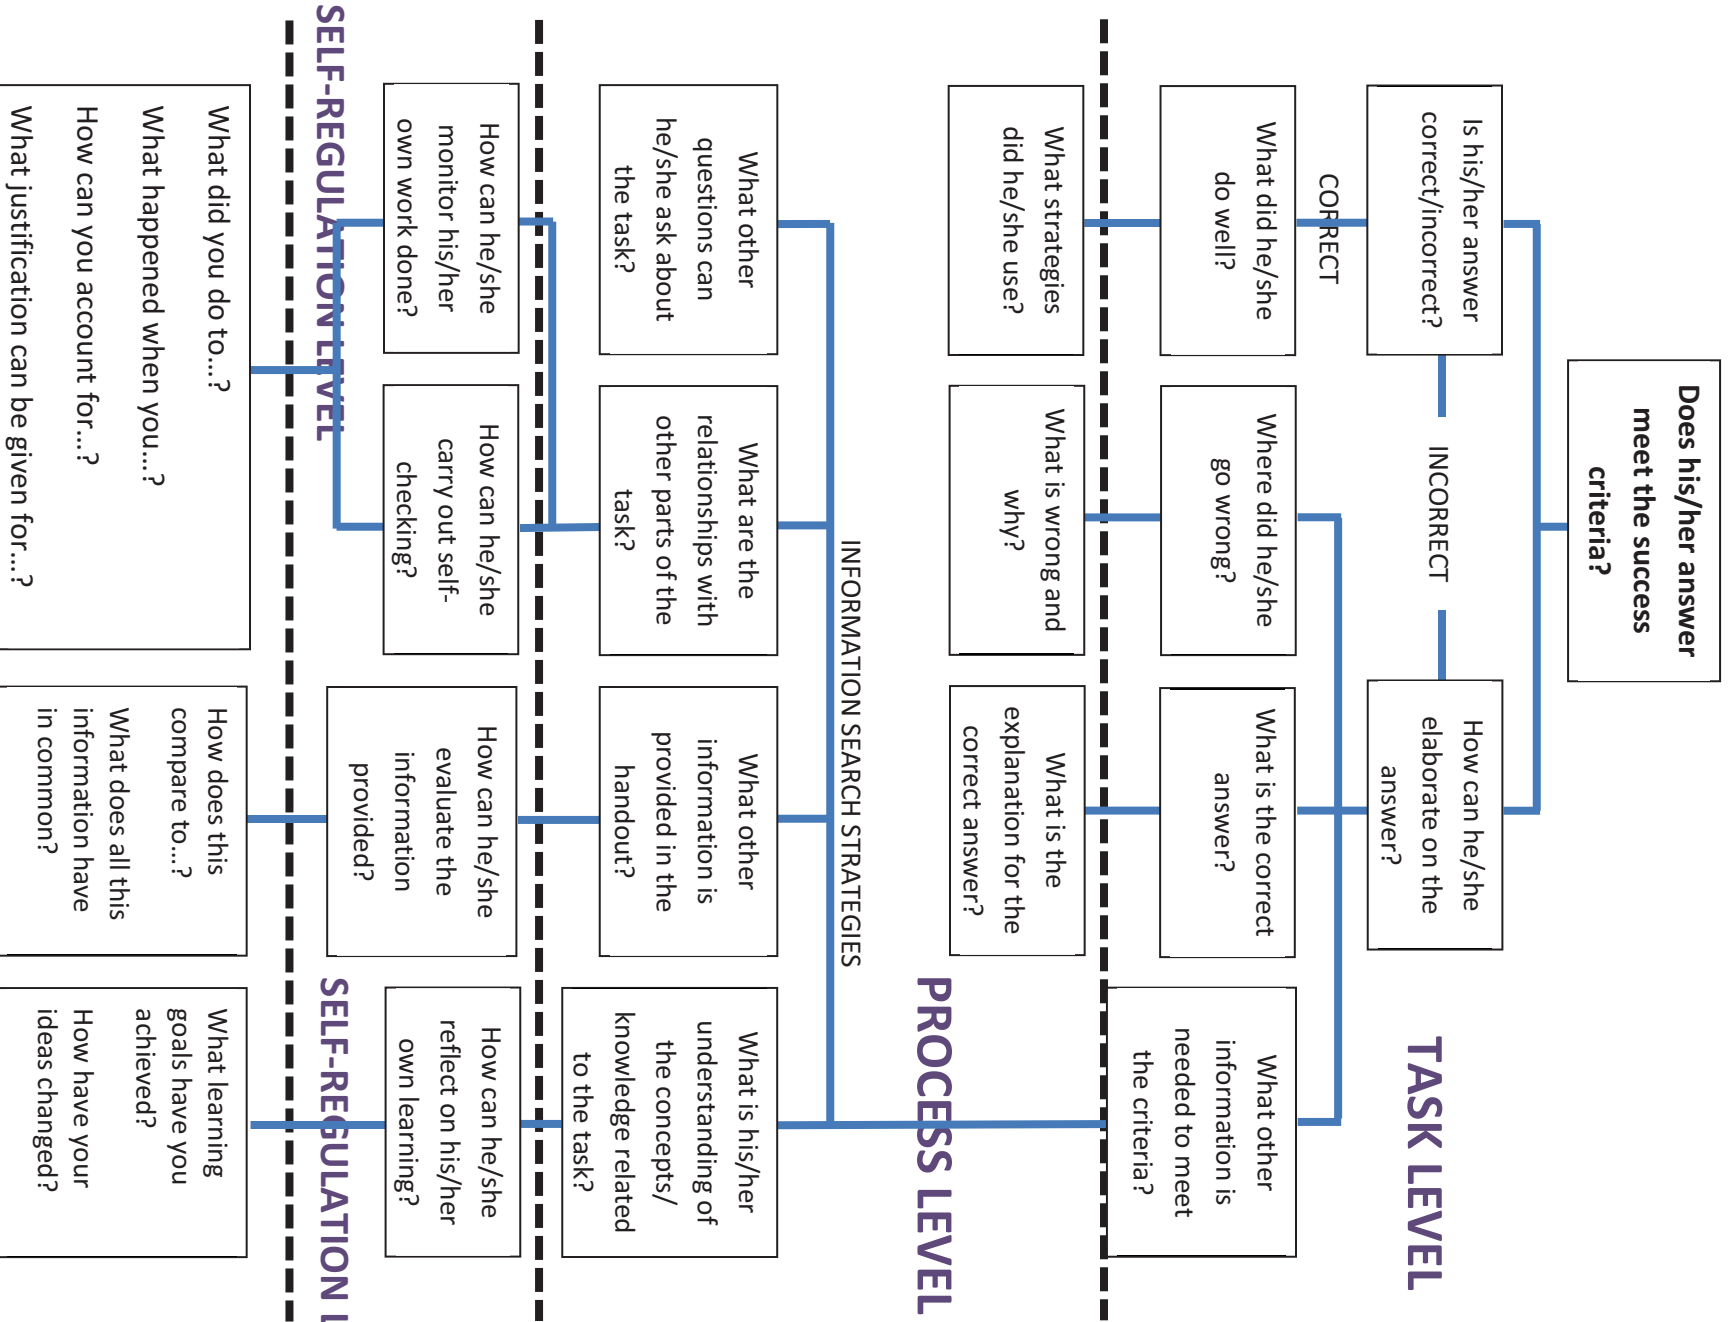 Does his/her answer
meet the success
criteria?
Is his/her answer
correct/incorrect?
INCORRECT
How can he/she
elaborate on the
answer?
TASK LEVEL
CORRECT
What did he/she
do well?
Where did he/she
go wrong?
What is the correct
answer?
What other
information is
needed to meet
the criteria?
What strategies
did he/she use?
What is wrong and
why?
What is the
explanation for the
correct answer?
PROCESS LEVEL
INFORMATION SEARCH STRATEGIES
What other
questions can
he/she ask about
the task?
What are the
relationships with
other parts of the
task?
What other
information is
provided in the
handout?
What is his/her
understanding of
the concepts/
knowledge related
to the task?
How can he/she
monitor his/her
own work done?
How can he/she
carry out self-
checking?
How can he/she
evaluate the
information
provided?
How can he/she
reflect on his/her
own learning?
SELF-REGULATION LEVEL
SELF-REGULATION L
What did you do to...?
What happened when you...?
How can you account for...?
What justification can be given for...?
How does this
compare to...?
What does all this
information have
in common?
What learning
goals have you
achieved?
How have your
ideas changed?